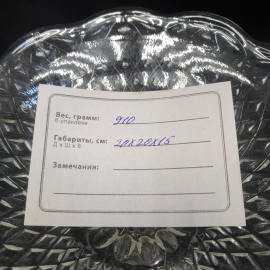 Вес, грамм: 910
В упаковке
Габариты, см: 20x20x15
Д x Ш x В
Замечания: